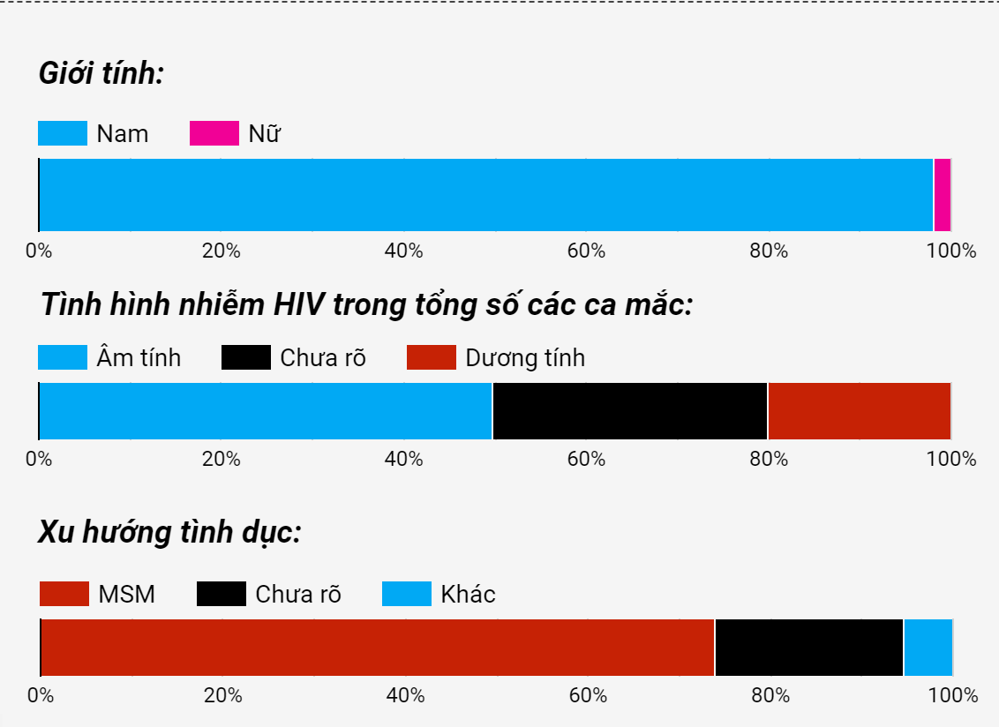 Giới tính:
Nam Nữ
0% 20% 40% 60% 80% 100%
Tình hình nhiễm HIV trong tổng số các ca mắc:
Âm tính Chưa rõ Dương tính
0% 20% 40% 60% 80% 100%
Xu hướng tình dục:
MSM Chưa rõ Khác
0% 20% 40% 60% 80% 100%